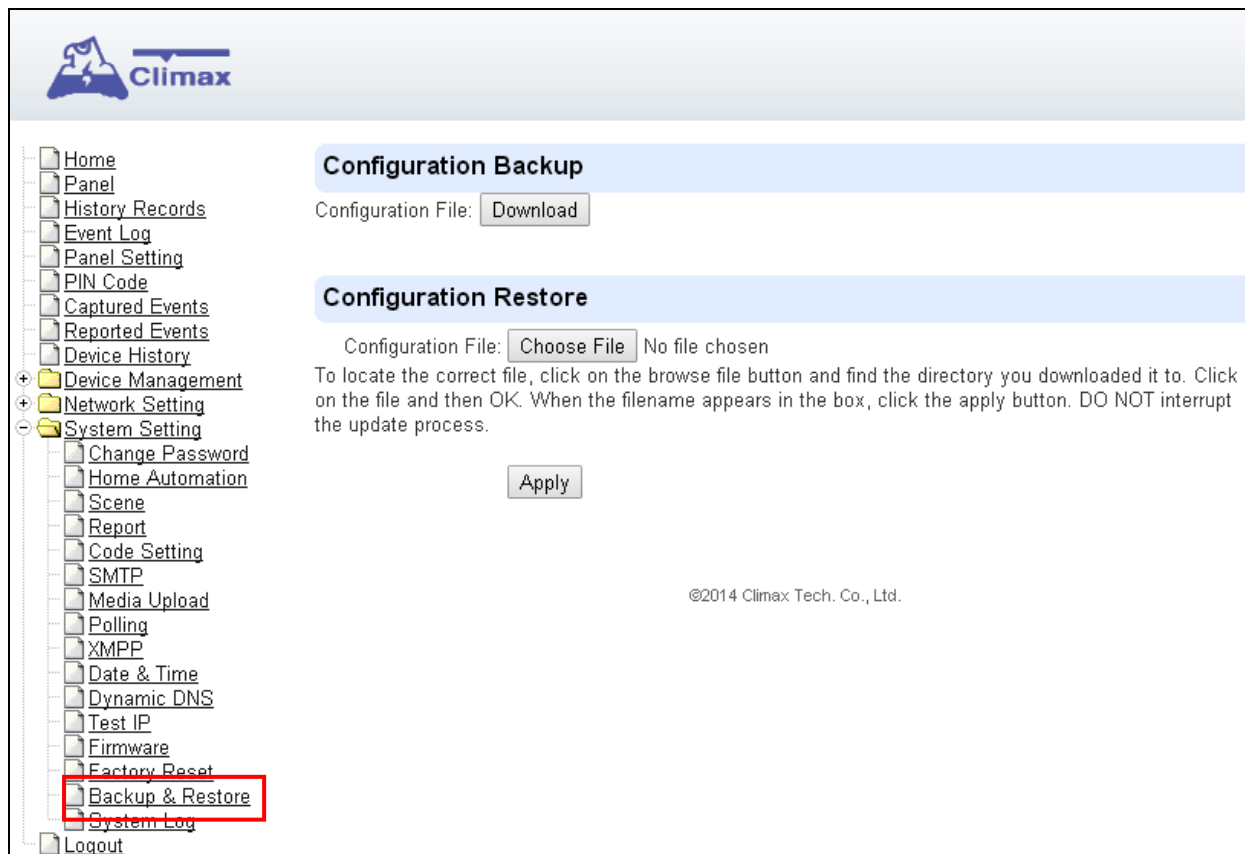 Climax
Home
Panel
History Records
Event Log
Panel Setting
PIN Code
Captured Events
Reported Events
Device History
Device Management
Network Setting
System Setting
Change Password
Home Automation
Scene
Report
Code Setting
SMTP
Media Upload
Polling
XMPP
Date & Time
Dynamic DNS
Test IP
Firmware
Factory Reset
Backup & Restore
System Log
Logout
Configuration Backup
Configuration File: Download
Configuration Restore
Configuration File: Choose File No file chosen
To locate the correct file, click on the browse file button and find the directory you downloaded it to. Click
on the file and then OK. When the filename appears in the box, click the apply button. DO NOT interrupt
the update process.
Apply
©2014 Climax Tech. Co., Ltd.